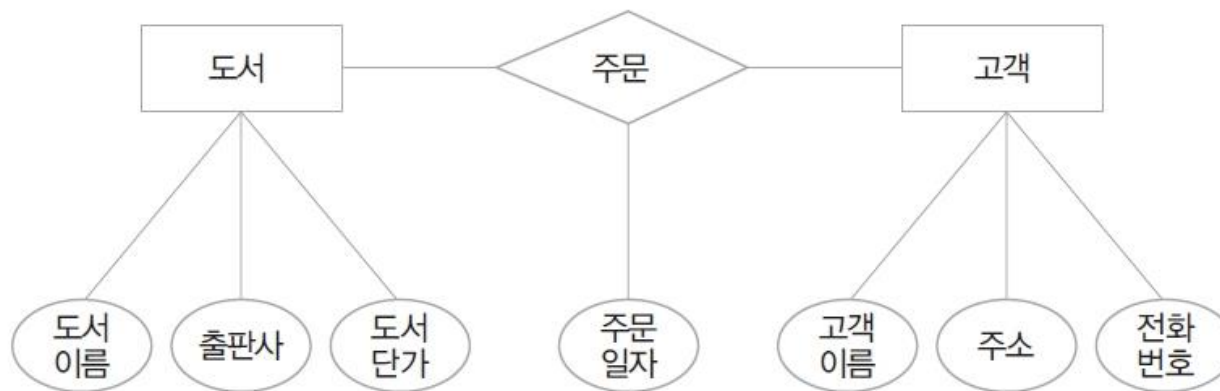 도서
주문
고객
도서
이름
출판사
도서
단가
주문
일자
고객
이름
주소
전화
번호